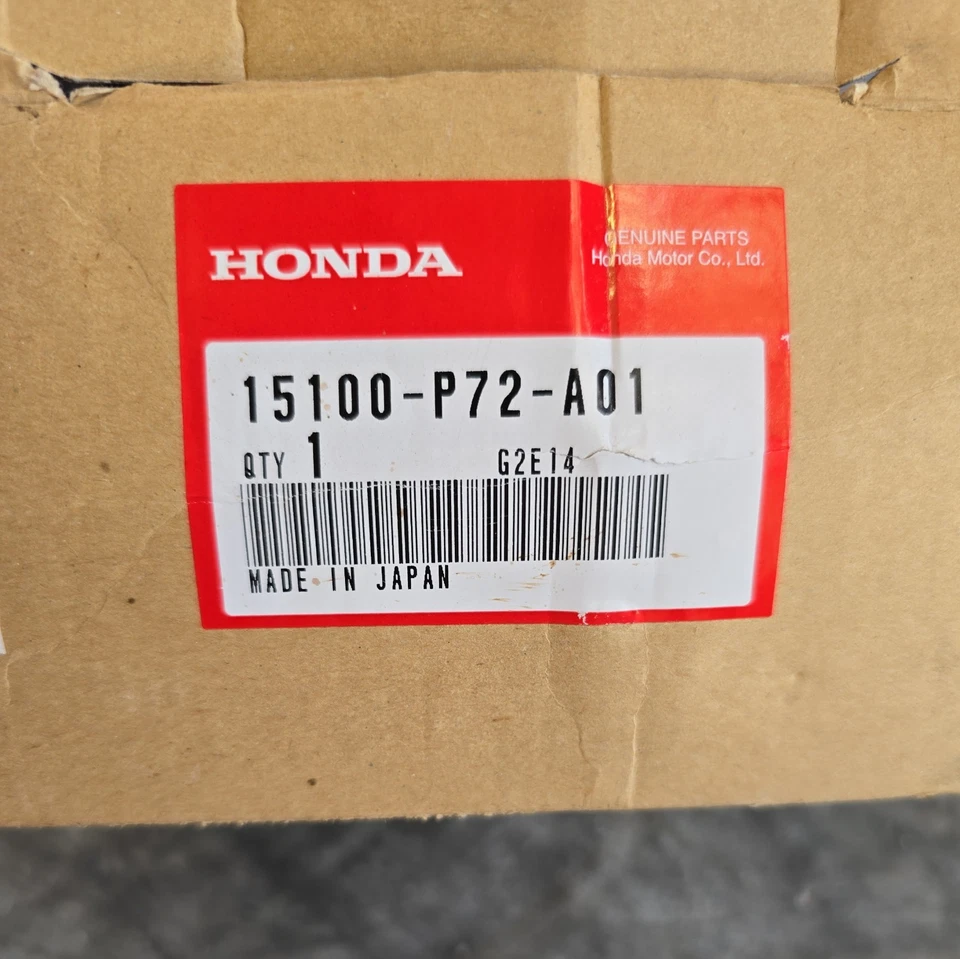 HONDA
GENUINE PARTS
Honda Motor Co., Ltd.
15100-P72-A01
QTY 1 G2E14
MADE IN JAPAN